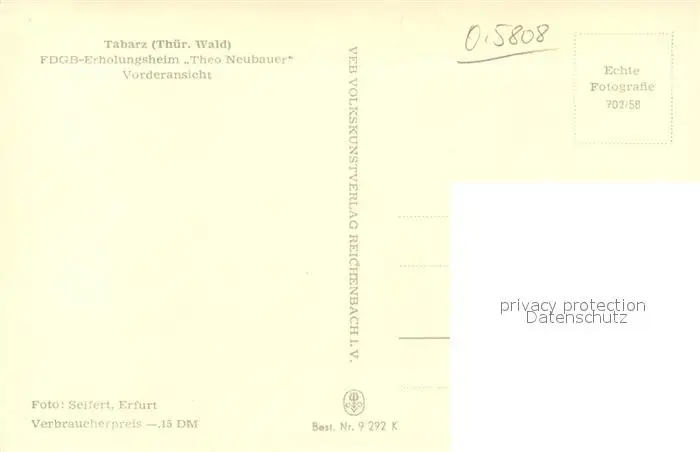 Tabarz (Thür. Wald)
FDGB-Erholungsheim „Theo Neubauer"
Vorderansicht
VEB VOLKSKUNSTVERLAG REICHENBACH i. V.
0.5808
Echte
Fotografie
702/58
privacy protection
Datenschutz
Foto: Seifert, Erfurt
Verbraucherpreis —.15 DM
Best. Nr. 9 292 K